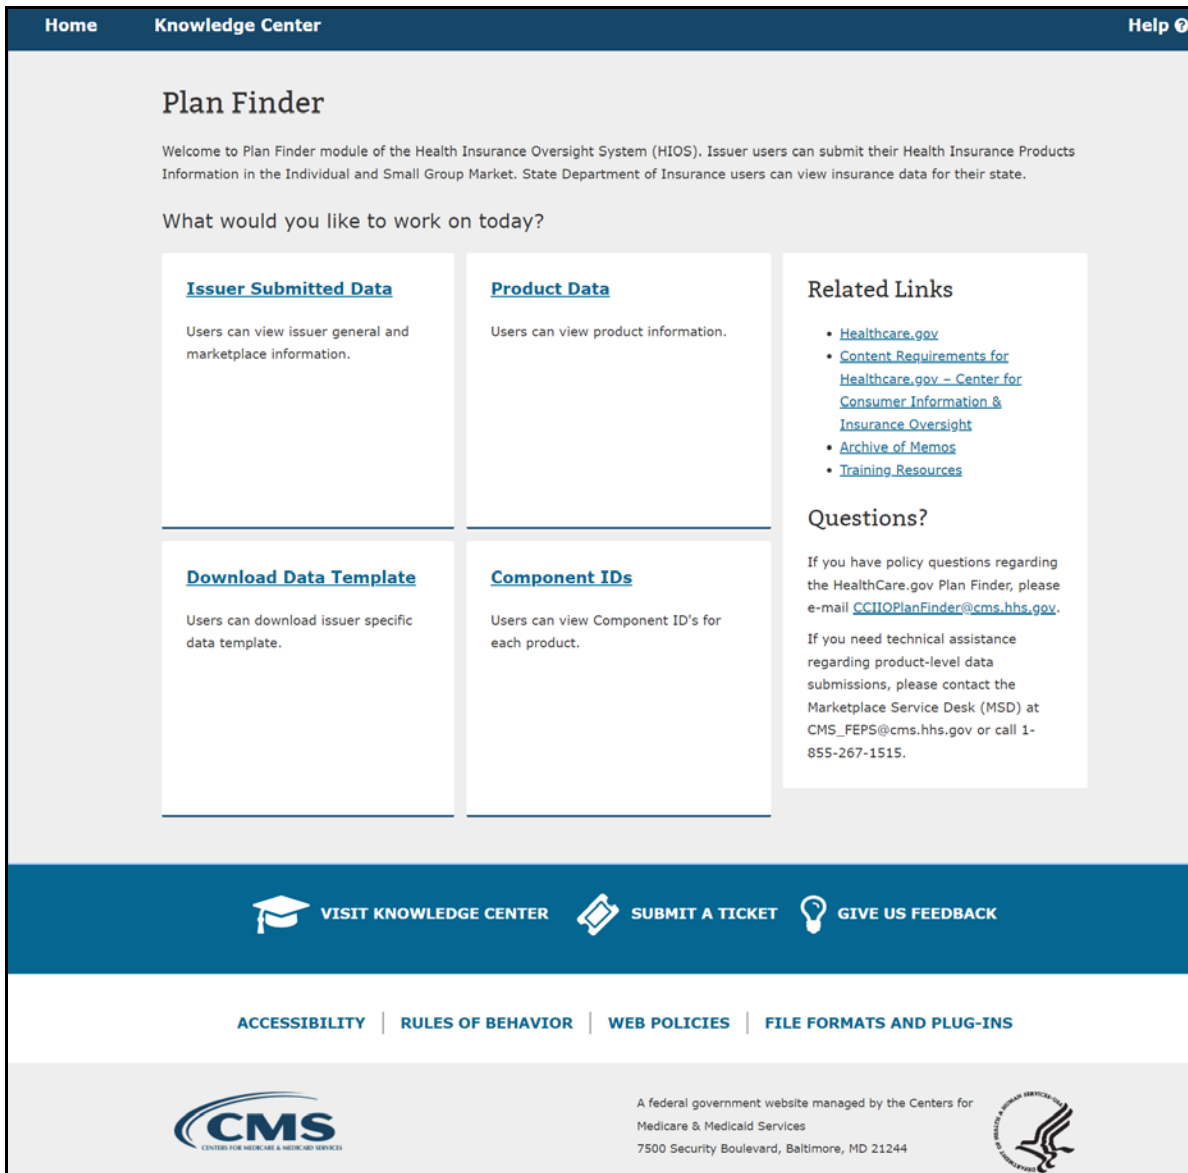 Home Knowledge Center Help ?
Plan Finder
Welcome to Plan Finder module of the Health Insurance Oversight System (HIOS). Issuer users can submit their Health Insurance Products
Information in the Individual and Small Group Market. State Department of Insurance users can view insurance data for their state.
What would you like to work on today?
Issuer Submitted Data
Users can view issuer general and
marketplace information.
Product Data
Users can view product information.
Download Data Template
Users can download issuer specific
data template.
Component IDs
Users can view Component ID's for
each product.
Related Links
• Healthcare.gov
• Content Requirements for
Healthcare.gov – Center for
Consumer Information &
Insurance Oversight
• Archive of Memos
• Training Resources
Questions?
If you have policy questions regarding
the HealthCare.gov Plan Finder, please
e-mail CCIIOPlanFinder@cms.hhs.gov.
If you need technical assistance
regarding product-level data
submissions, please contact the
Marketplace Service Desk (MSD) at
CMS_FEPS@cms.hhs.gov or call 1-
855-267-1515.
VISIT KNOWLEDGE CENTER SUBMIT A TICKET GIVE US FEEDBACK
ACCESSIBILITY | RULES OF BEHAVIOR | WEB POLICIES | FILE FORMATS AND PLUG-INS
CMS
CENTERS FOR MEDICARE & MEDICAID SERVICES
A federal government website managed by the Centers for
Medicare & Medicaid Services
7500 Security Boulevard, Baltimore, MD 21244